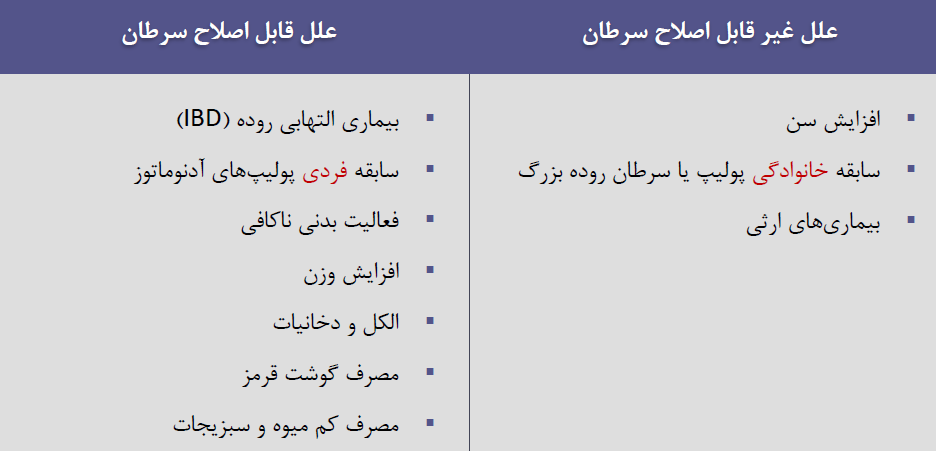 علل غیر قابل اصلاح سرطان
افزایش سن
سابقه خانوادگی پولیپ یا سرطان روده بزرگ
بیماری‌های ارثی
علل قابل اصلاح سرطان
بیماری التهابی روده (IBD)
سابقه فردی پولیپ‌های آدنوماتوز
فعالیت بدنی ناکافی
افزایش وزن
الکل و دخانیات
مصرف گوشت قرمز
مصرف کم میوه و سبزیجات